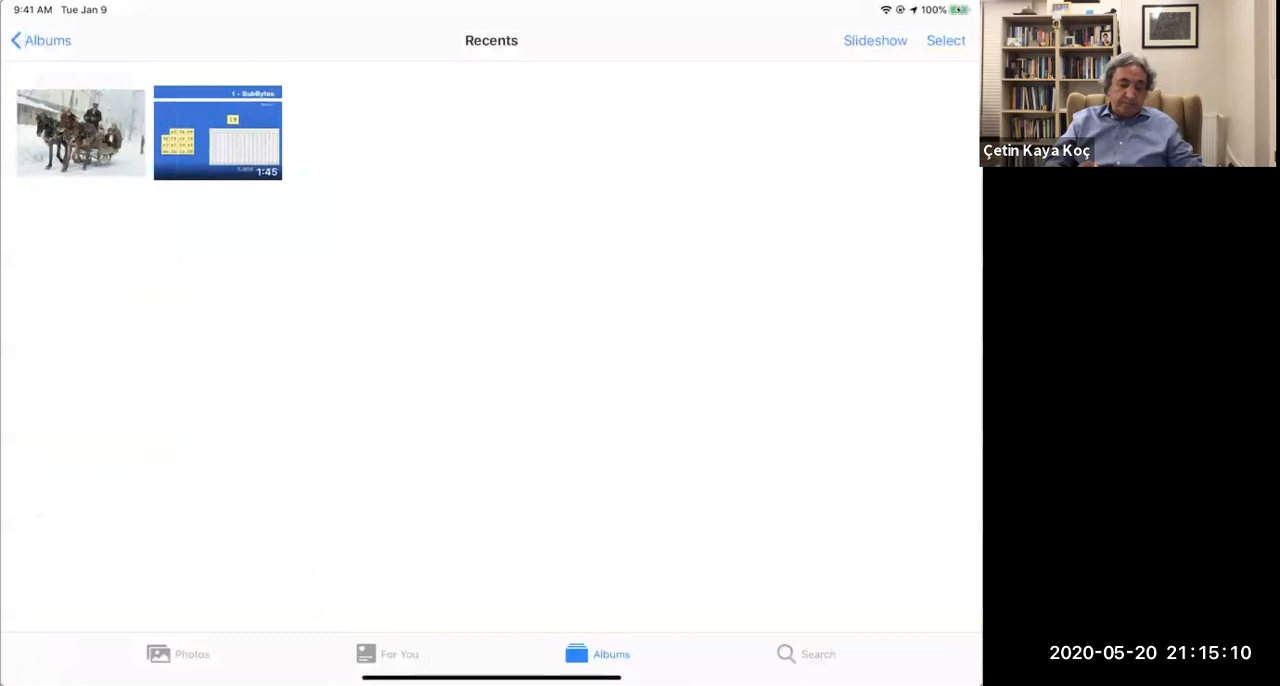 9:41 AM Tue Jan 9
100%
Albums
Recents
Slideshow Select
1 - SubBytes
19
1:45
Çetin Kaya Koç
Photos
For You
Albums
Search
2020-05-20 21:15:10